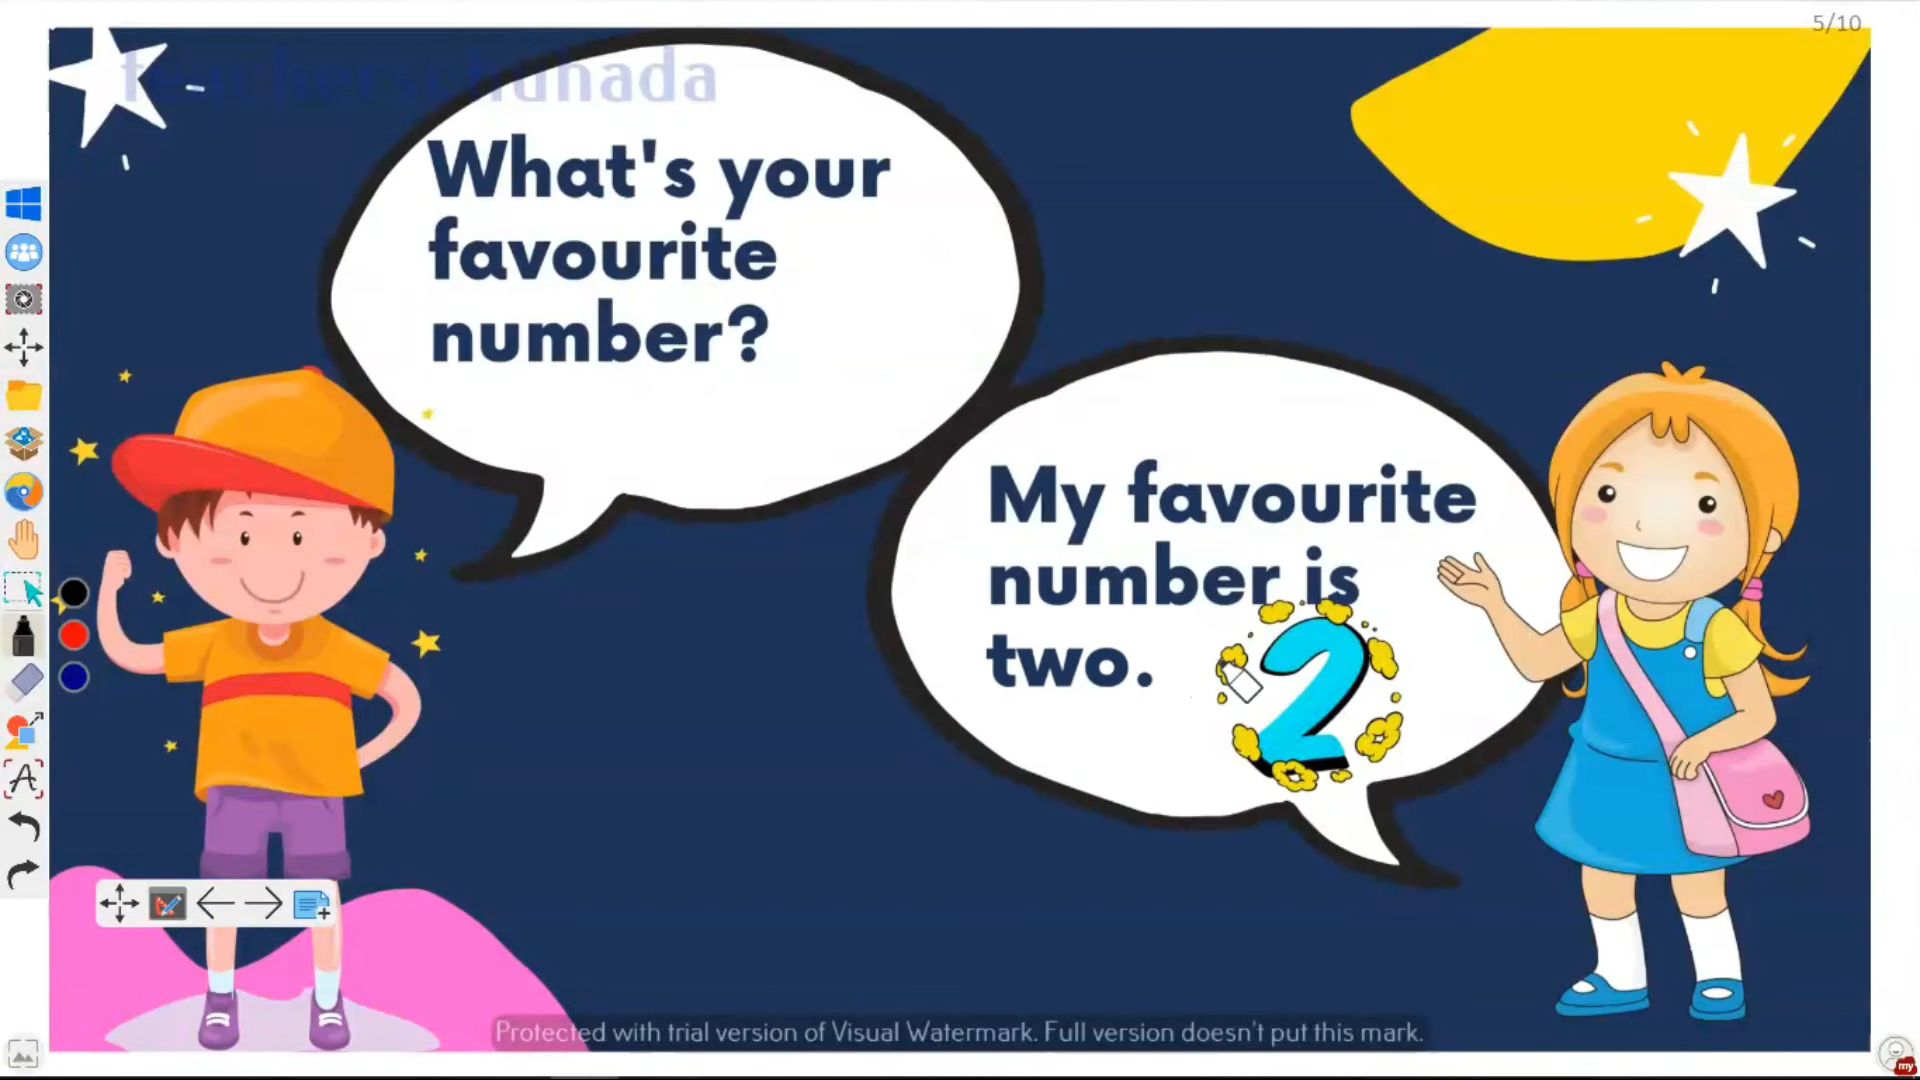 5/10
What's your
favourite
number?
My favourite
number is
two.
2
Protected with trial version of Visual Watermark. Full version doesn't put this mark.
my